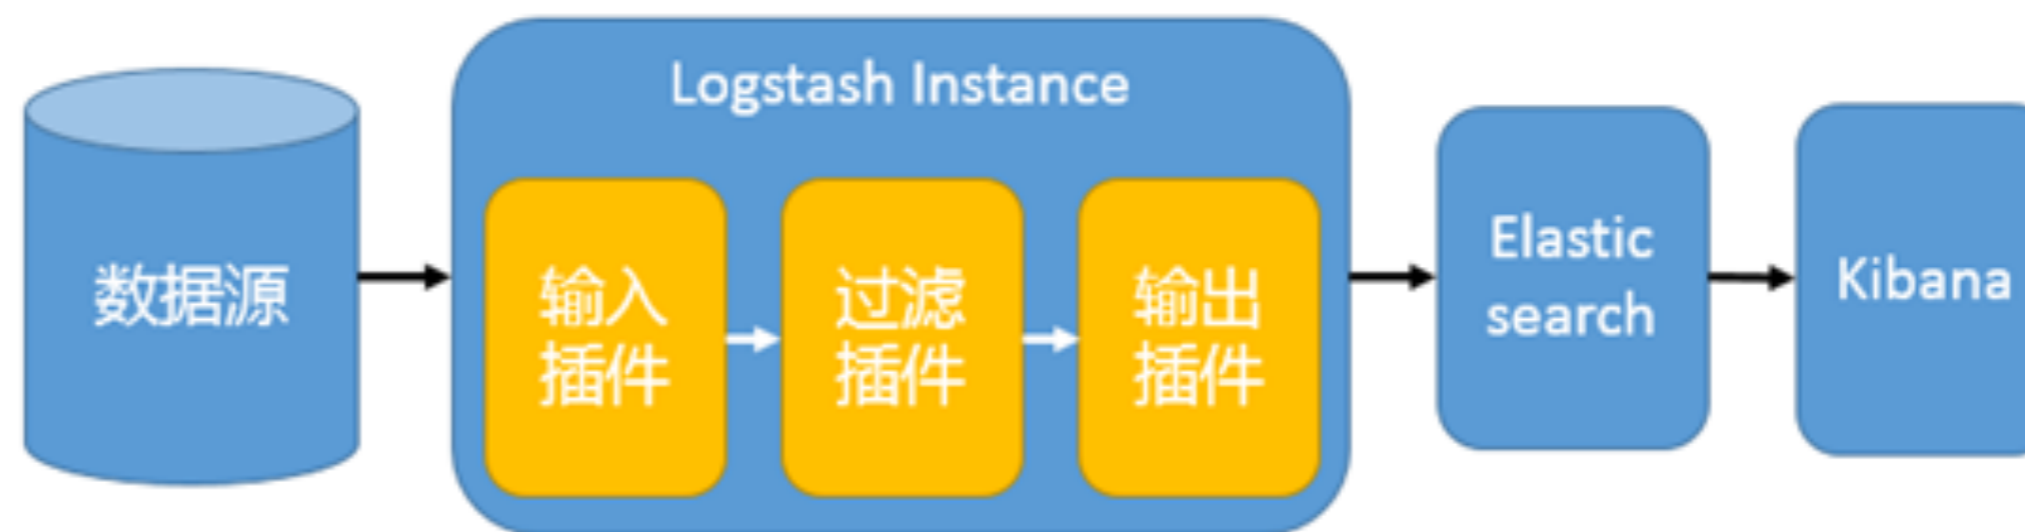 Logstash Instance
数据源
输入
插件
过滤
插件
输出
插件
Elastic
search
Kibana